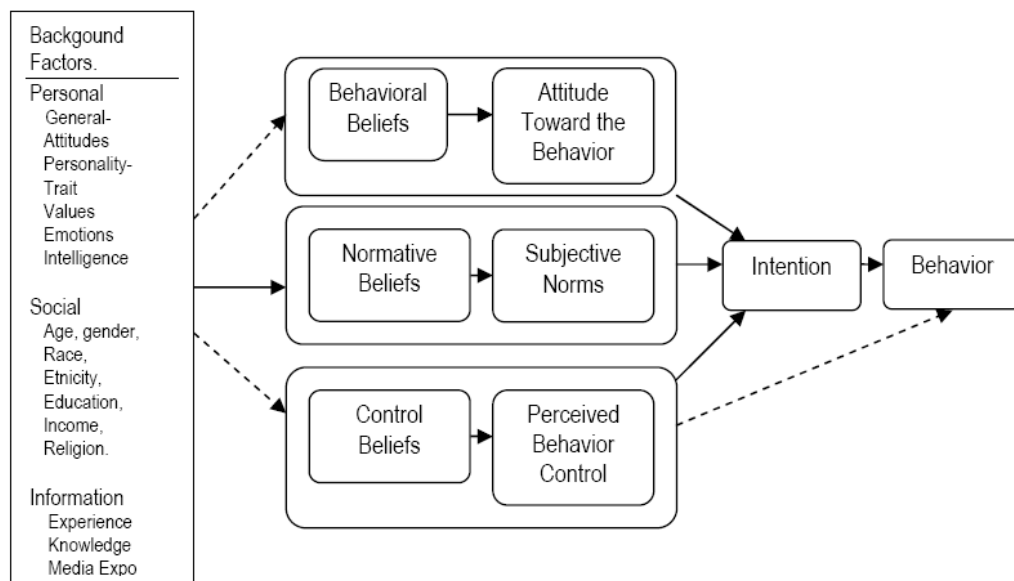 Backgound
Factors.
Personal
General-
Attitudes
Personality-
Trait
Values
Emotions
Intelligence
Social
Age, gender,
Race,
Etnicity,
Education,
Income,
Religion.
Information
Experience
Knowledge
Media Expo
Behavioral
Beliefs
Attitude
Toward the
Behavior
Normative
Beliefs
Subjective
Norms
Control
Beliefs
Perceived
Behavior
Control
Intention
Behavior